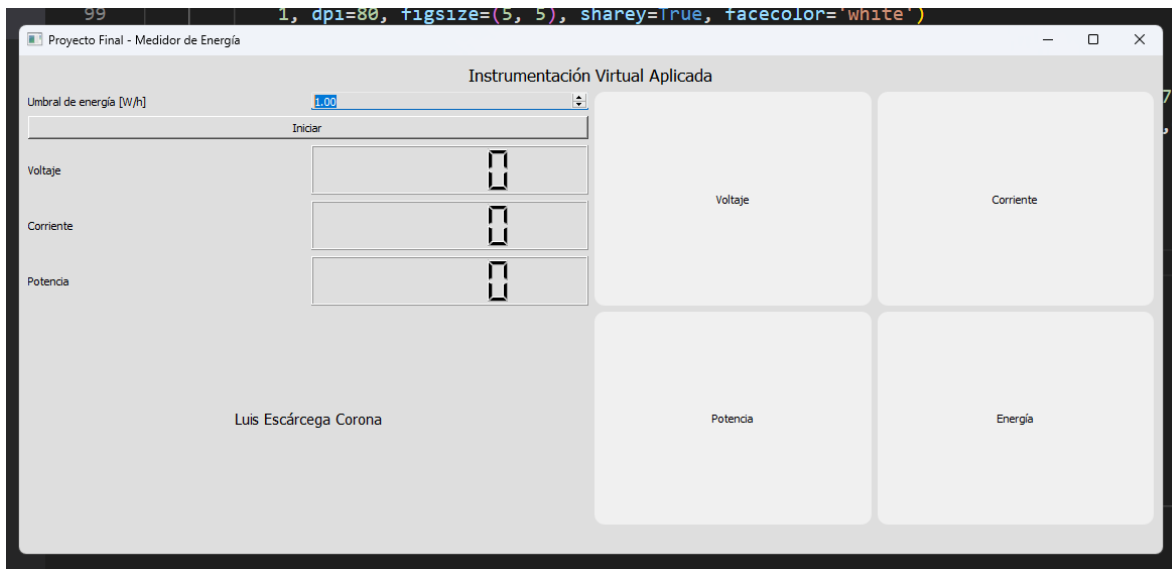 99 1, dpi=80, figsize=(5, 5), sharey=True, facecolor='white')
Proyecto Final - Medidor de Energía
Instrumentación Virtual Aplicada
Umbral de energía [W/h] 1.00
Iniciar
Voltaje 0
Corriente 0
Potencia 0
Luis Escárcega Corona
Voltaje
Corriente
Potencia
Energía
7
,